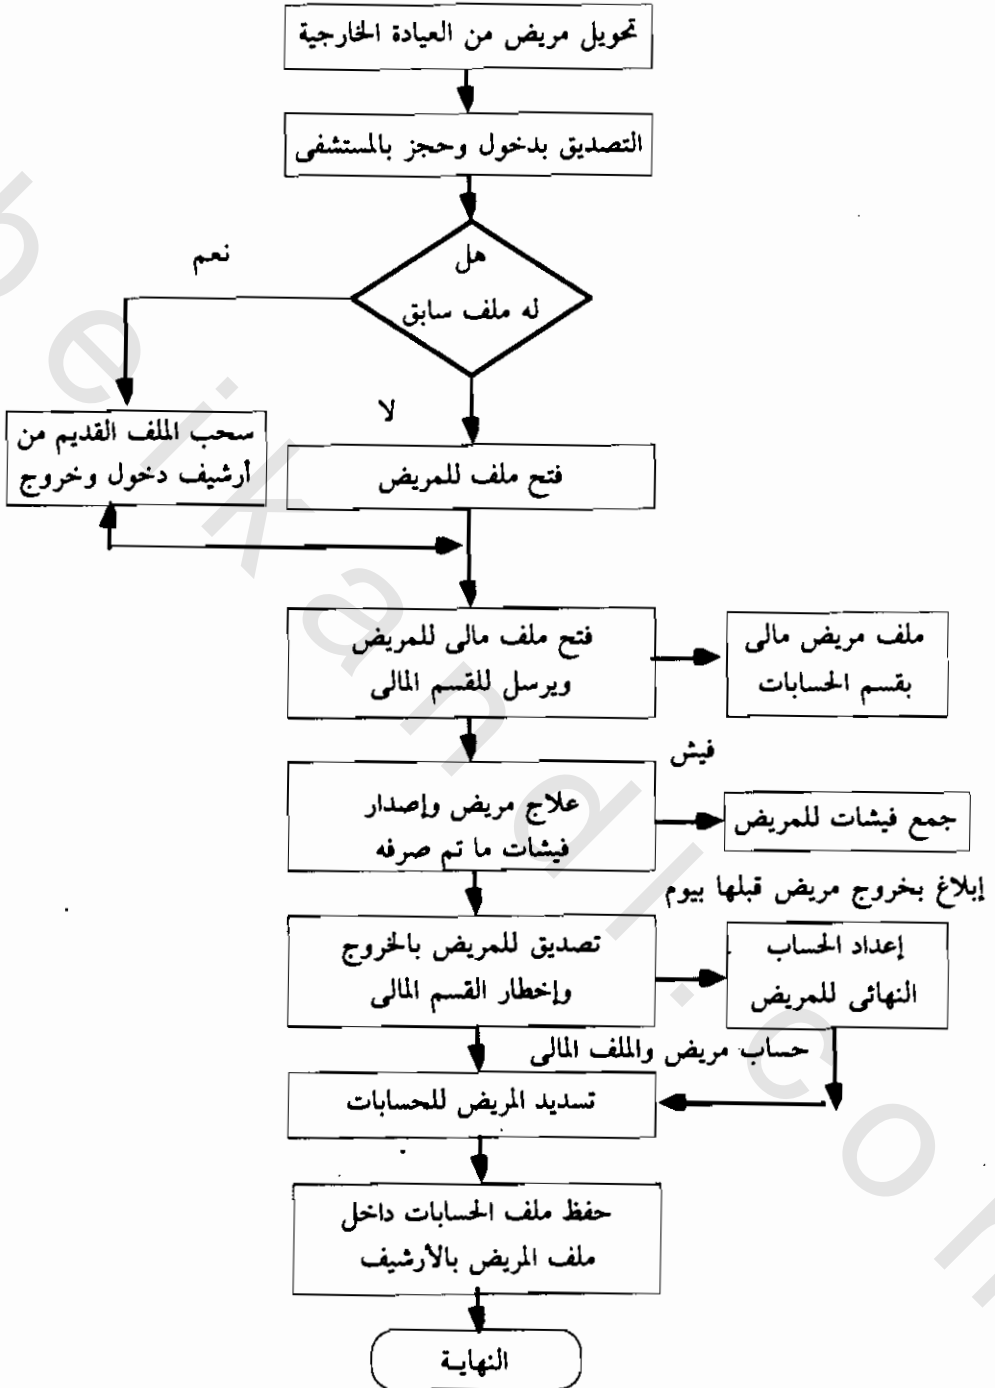 تحويل مريض من العيادة الخارجية
التصديق بدخول وحجز بالمستشفى
هل
له ملف سابق
نعم
لا
سحب الملف القديم من
أرشيف دخول وخروج
فتح ملف للمريض
فتح ملف مالى للمريض
ويرسل للقسم المالى
ملف مريض مالى
بقسم الحسابات
فيش
علاج مريض وإصدار
فيشات ما تم صرفه
جمع فيشات للمريض
إبلاغ بخروج مريض قبلها بيوم
تصديق للمريض بالخروج
وإخطار القسم المالى
إعداد الحساب
النهائى للمريض
حساب مريض والملف المالى
تسديد المريض للحسابات
حفظ ملف الحسابات داخل
ملف المريض بالأرشيف
النهايـة
beikandl.com